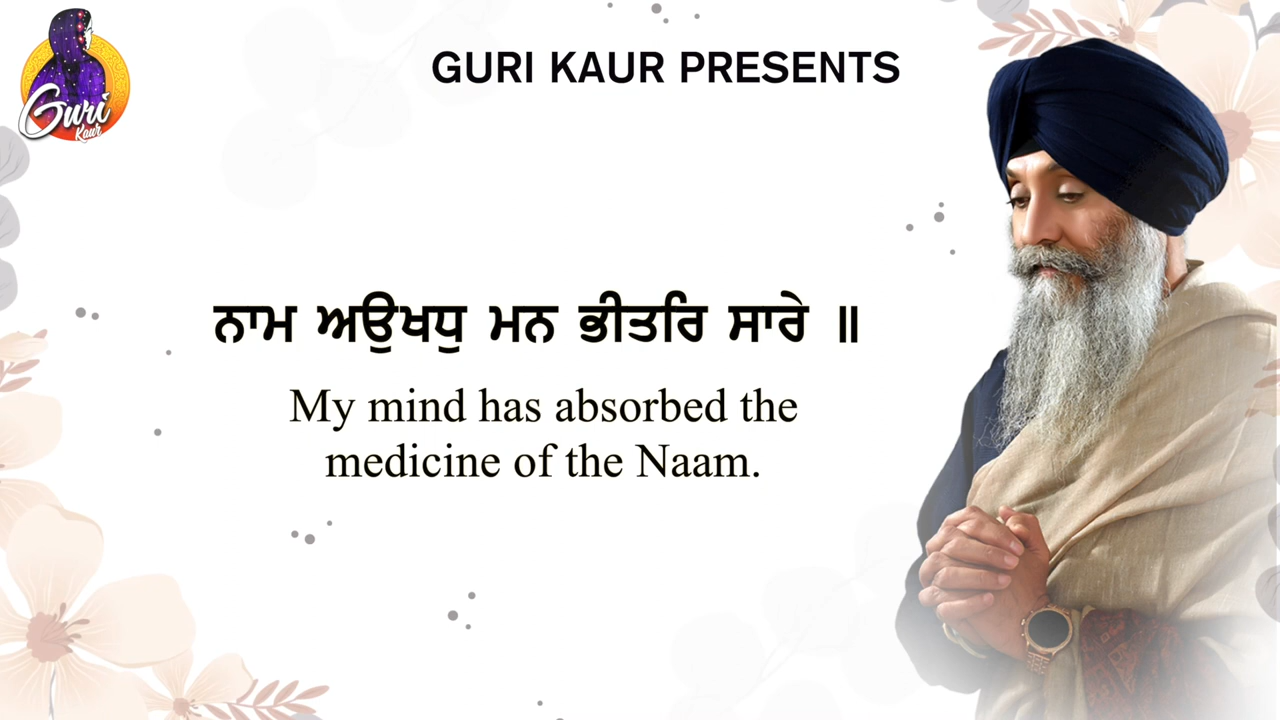 Guri
Kaur
GURI KAUR PRESENTS
ਨਾਮ ਅਉਖਧੁ ਮਨ ਭੀਤਰਿ ਸਾਰੇ ॥
My mind has absorbed the
medicine of the Naam.